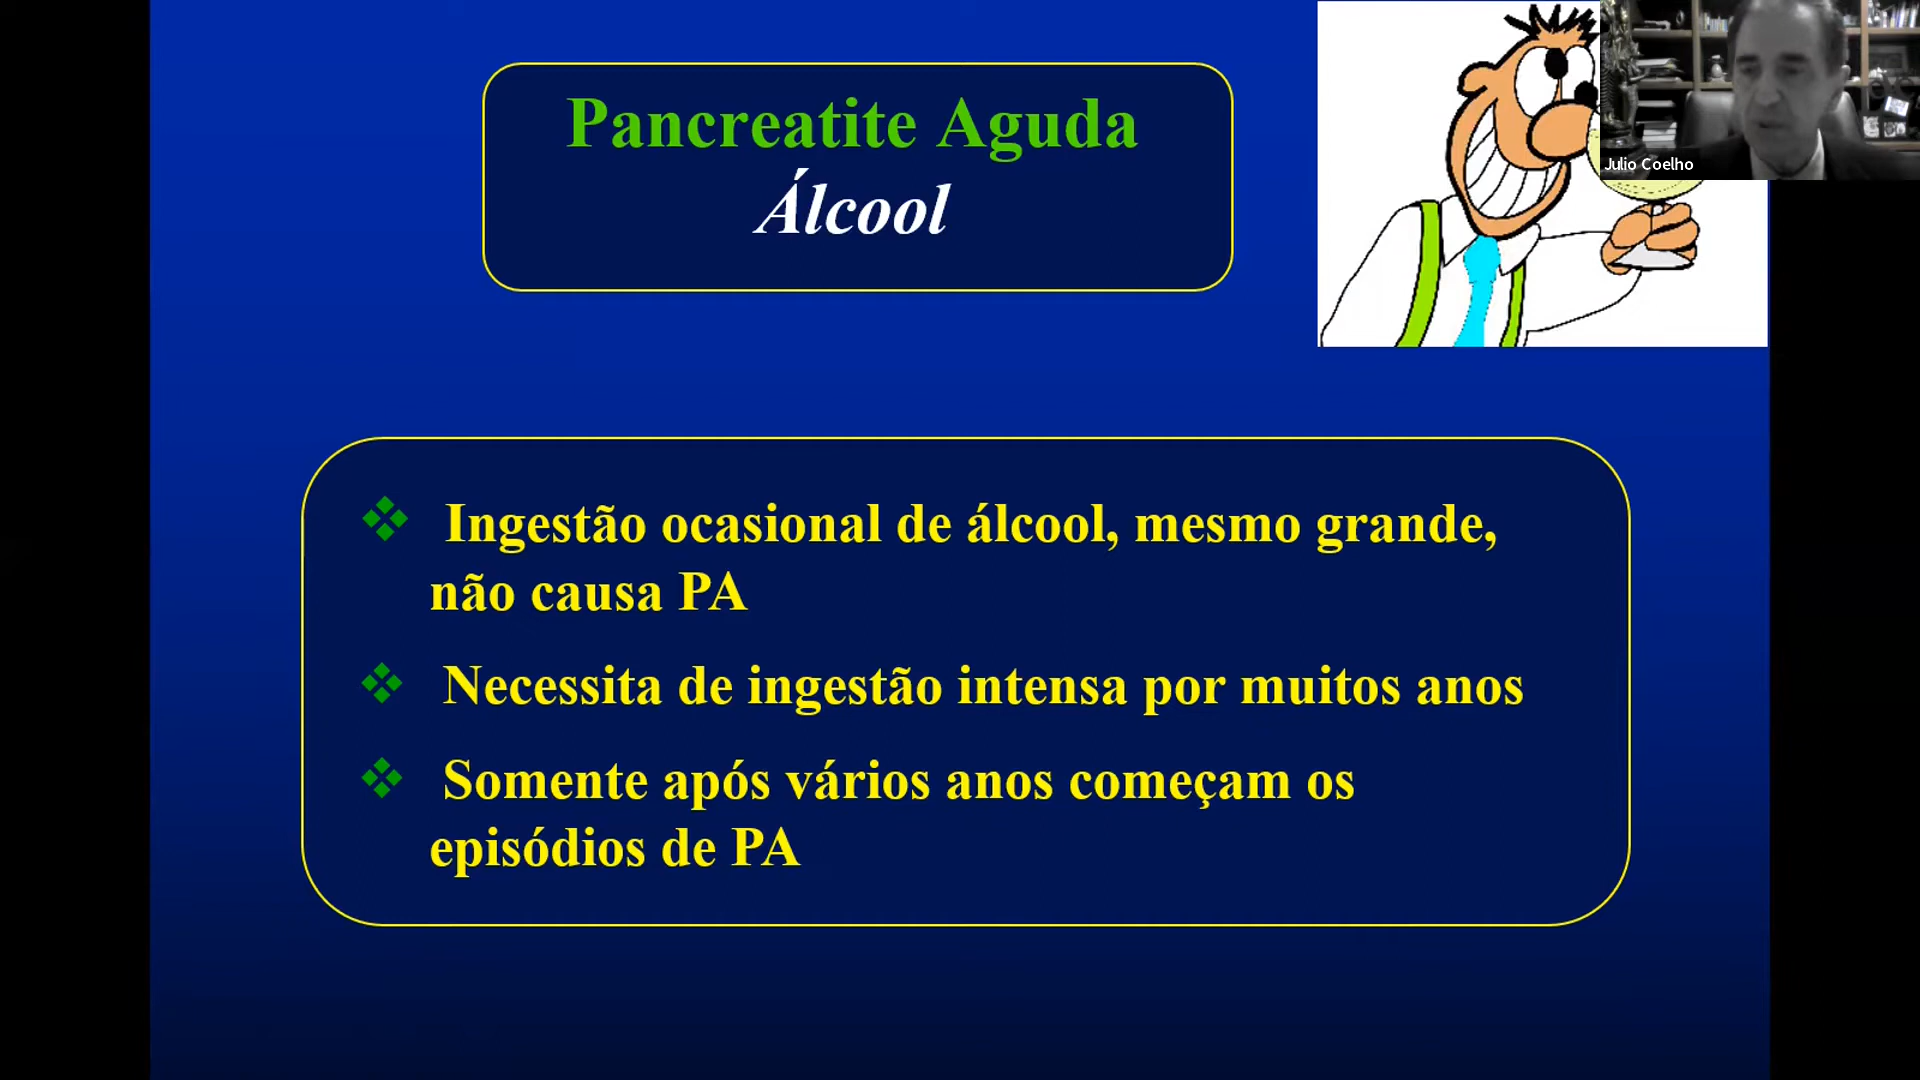 Pancreatite Aguda
Álcool
Julio Coelho
Ingestão ocasional de álcool, mesmo grande,
não causa PA
Necessita de ingestão intensa por muitos anos
Somente após vários anos começam os
episódios de PA